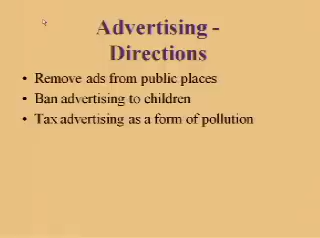 Advertising -
Directions
• Remove ads from public places
• Ban advertising to children
• Tax advertising as a form of pollution